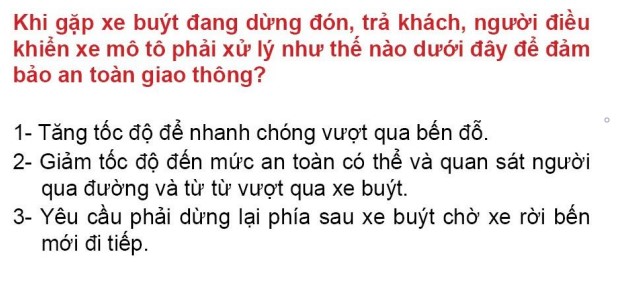 Khi gặp xe buýt đang dừng đón, trả khách, người điều
khiển xe mô tô phải xử lý như thế nào dưới đây để đảm
bảo an toàn giao thông?
1- Tăng tốc độ để nhanh chóng vượt qua bến đỗ.
2- Giảm tốc độ đến mức an toàn có thể và quan sát người
qua đường và từ từ vượt qua xe buýt.
3- Yêu cầu phải dừng lại phía sau xe buýt chờ xe rời bến
mới đi tiếp.